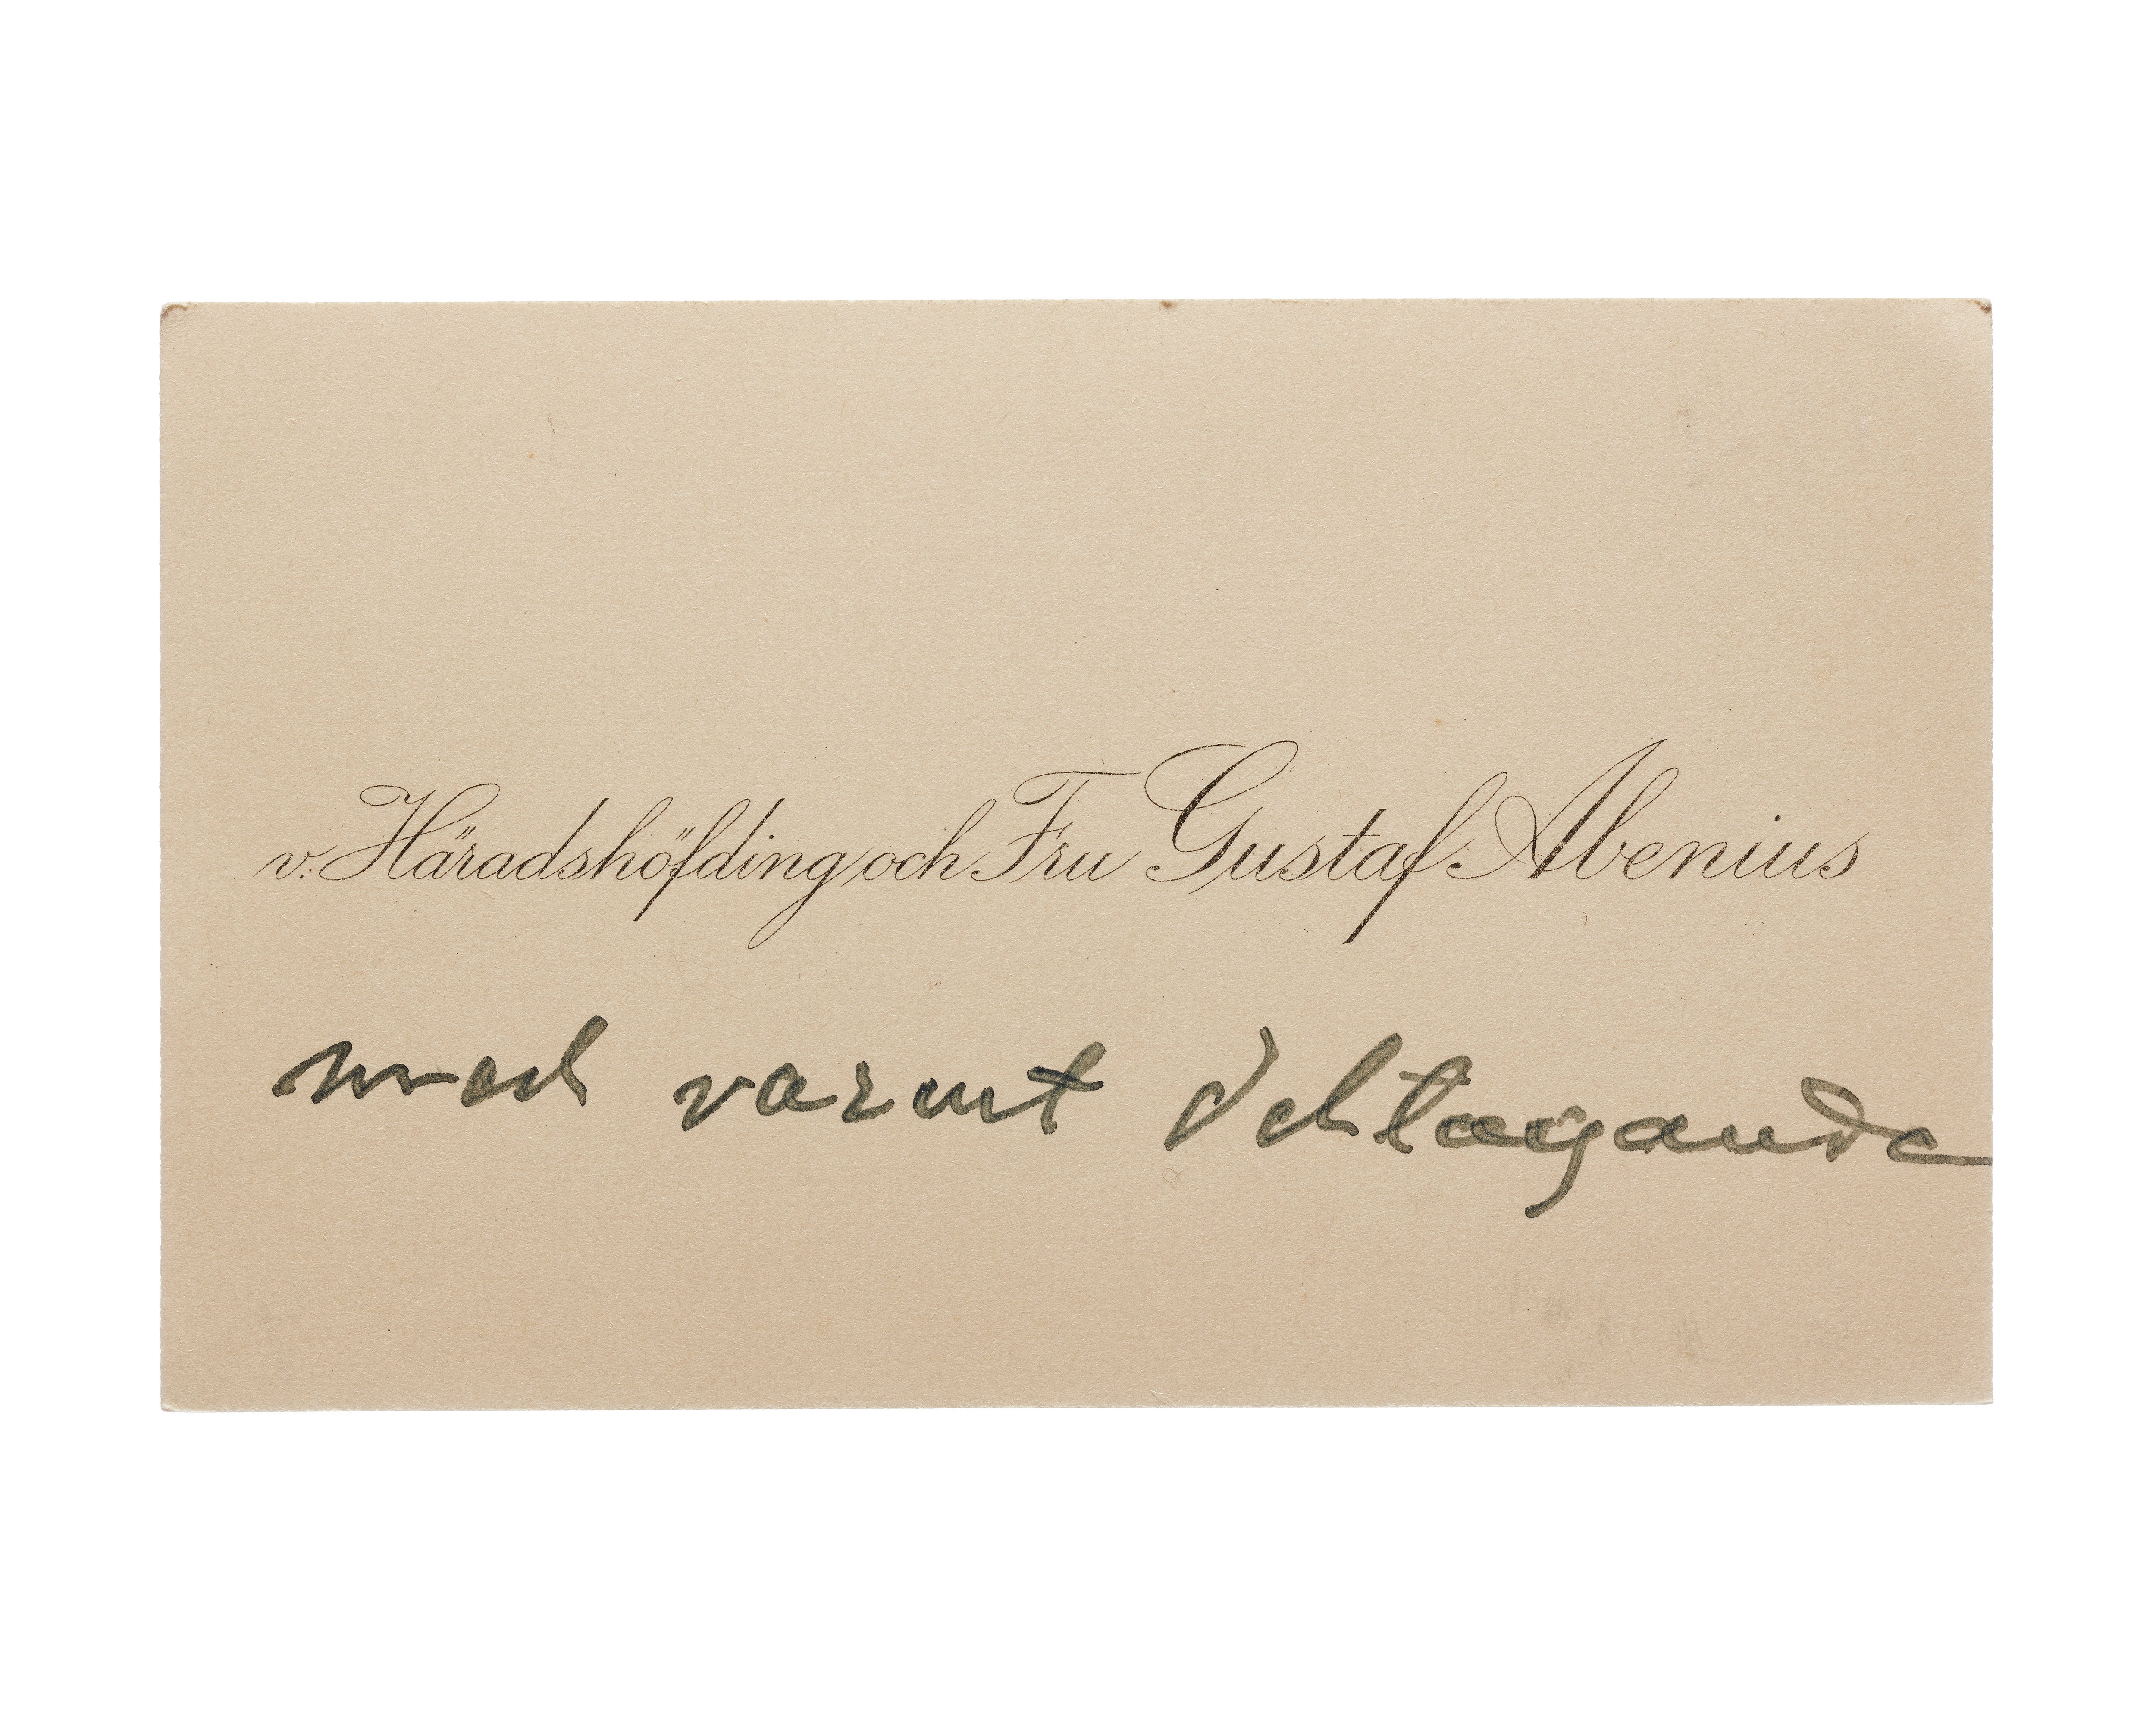 v. Häradshöfding och Fru Gustaf Abenius
med varmt deltagande